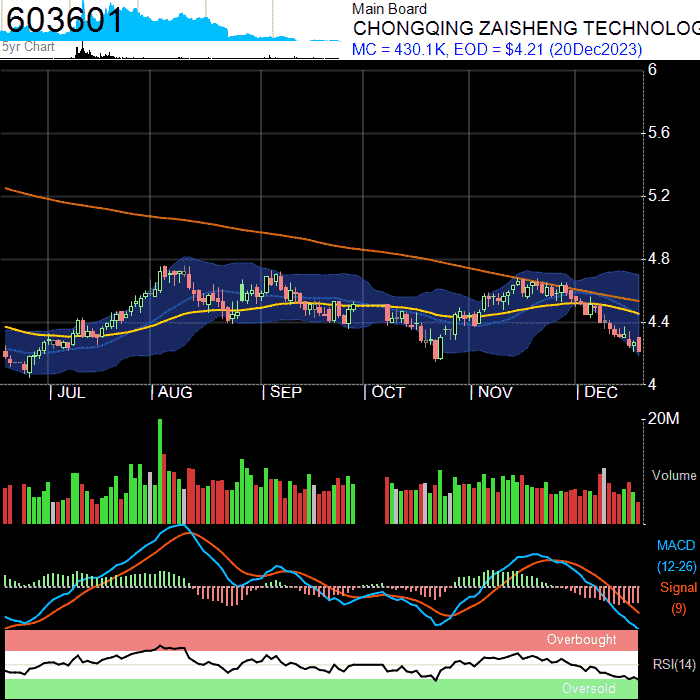 603601
5yr Chart
Main Board
CHONGQING ZAISHENG TECHNOLOG
MC = 430.1K, EOD = $4.21 (20Dec2023)
6
5.6
5.2
4.8
4.4
4
JUL AUG SEP OCT NOV DEC
20M
Volume
MACD
(12-26)
Signal
(9)
Overbought
RSI(14)
Oversold